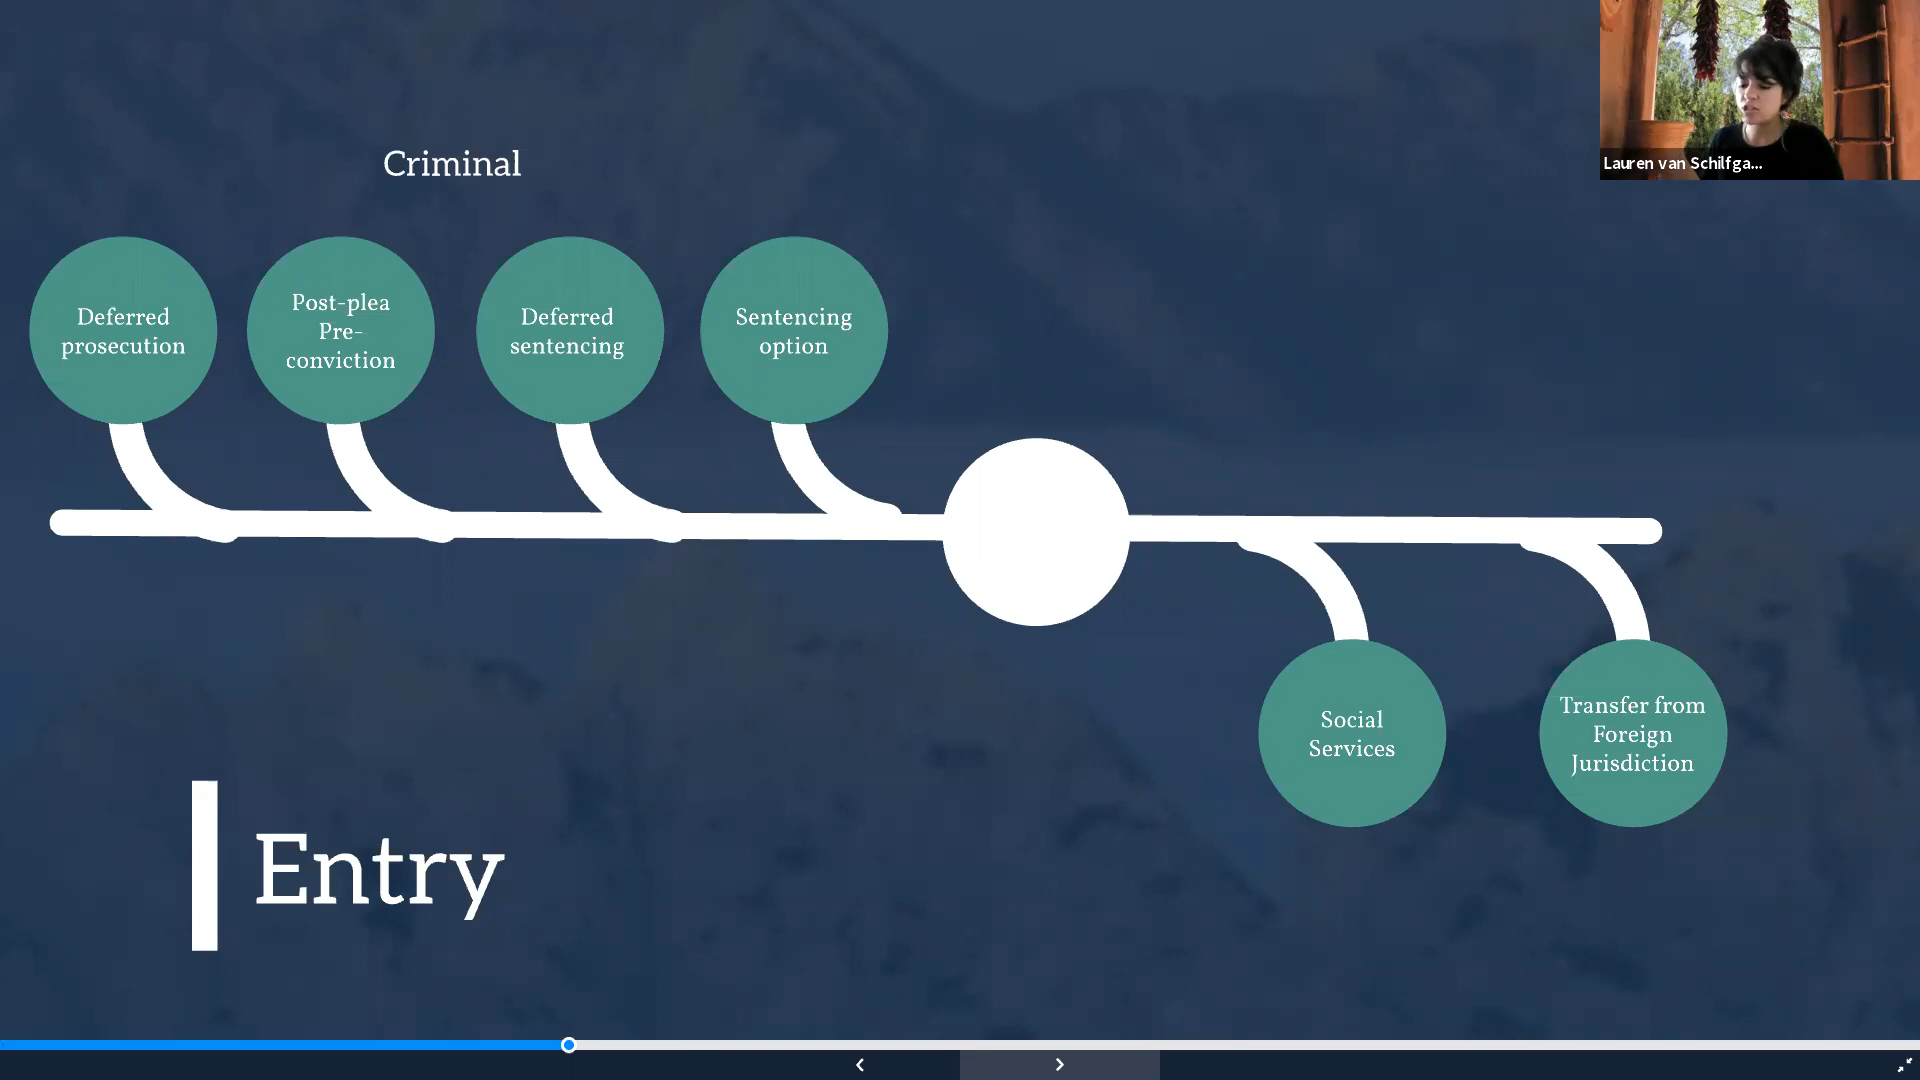 Criminal
Deferred
prosecution
Post-plea
Pre-
conviction
Deferred
sentencing
Sentencing
option
Social
Services
Transfer from
Foreign
Jurisdiction
Entry
Lauren van Schilfga...